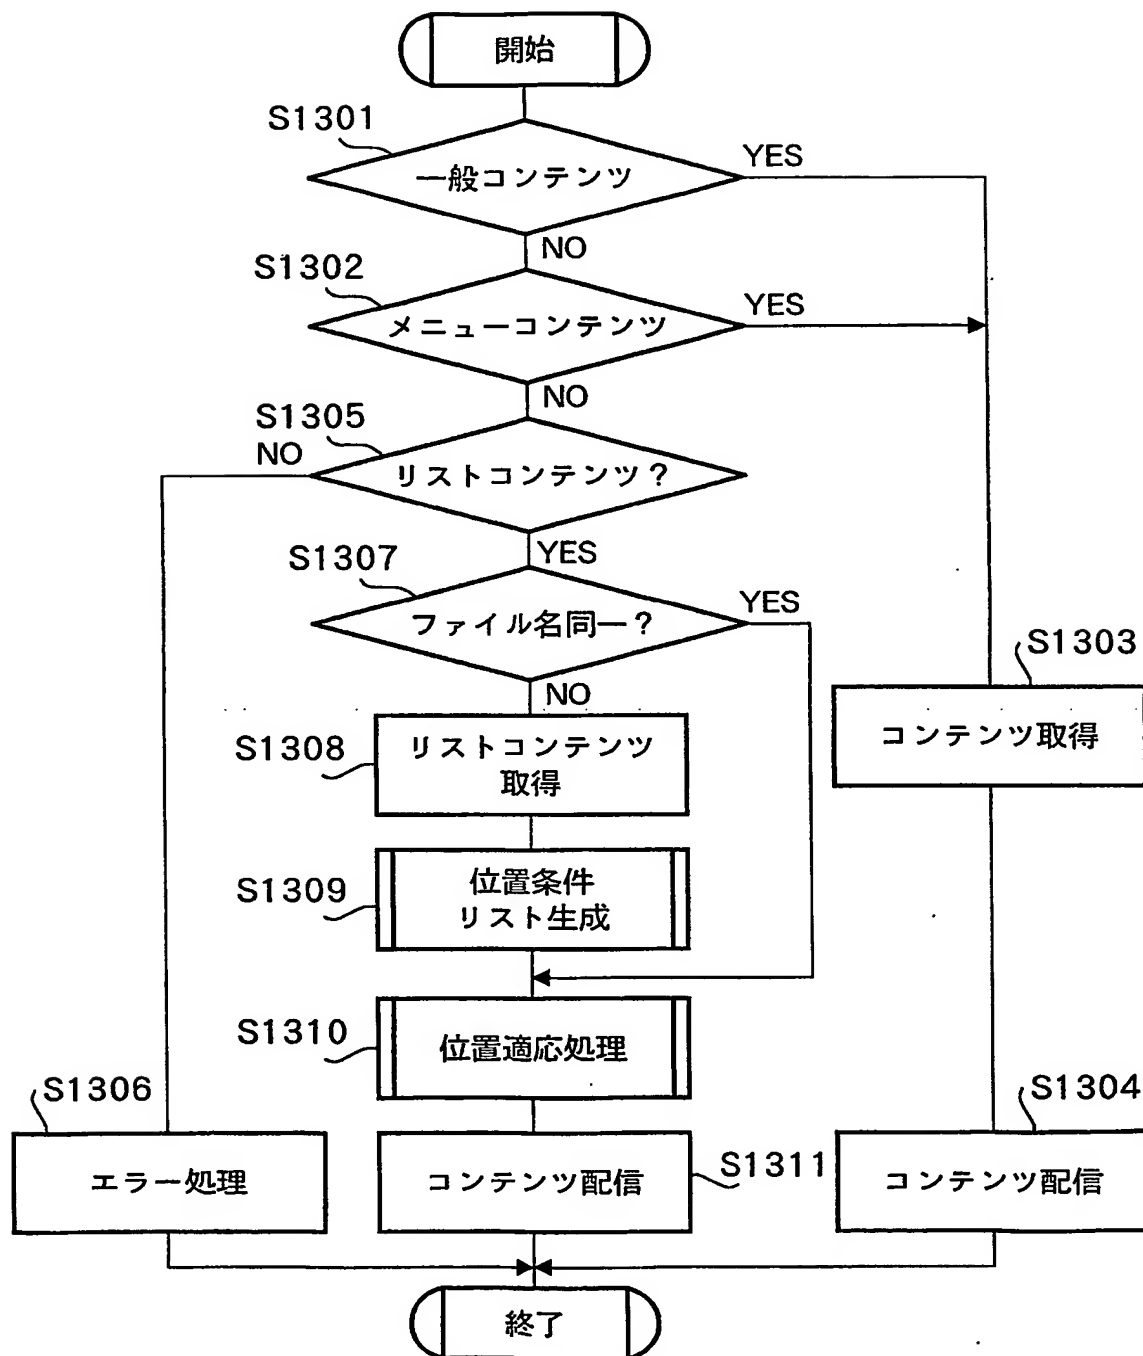 開始
S1301
一般コンテンツ
YES
NO
S1302
メニューコンテンツ
YES
NO
S1305
NO
リストコンテンツ？
YES
S1307
ファイル名同一？
YES
NO
S1303
コンテンツ取得
S1308
リストコンテンツ
取得
S1309
位置条件
リスト生成
S1310
位置適応処理
S1306
エラー処理
コンテンツ配信
S1311
S1304
コンテンツ配信
終了